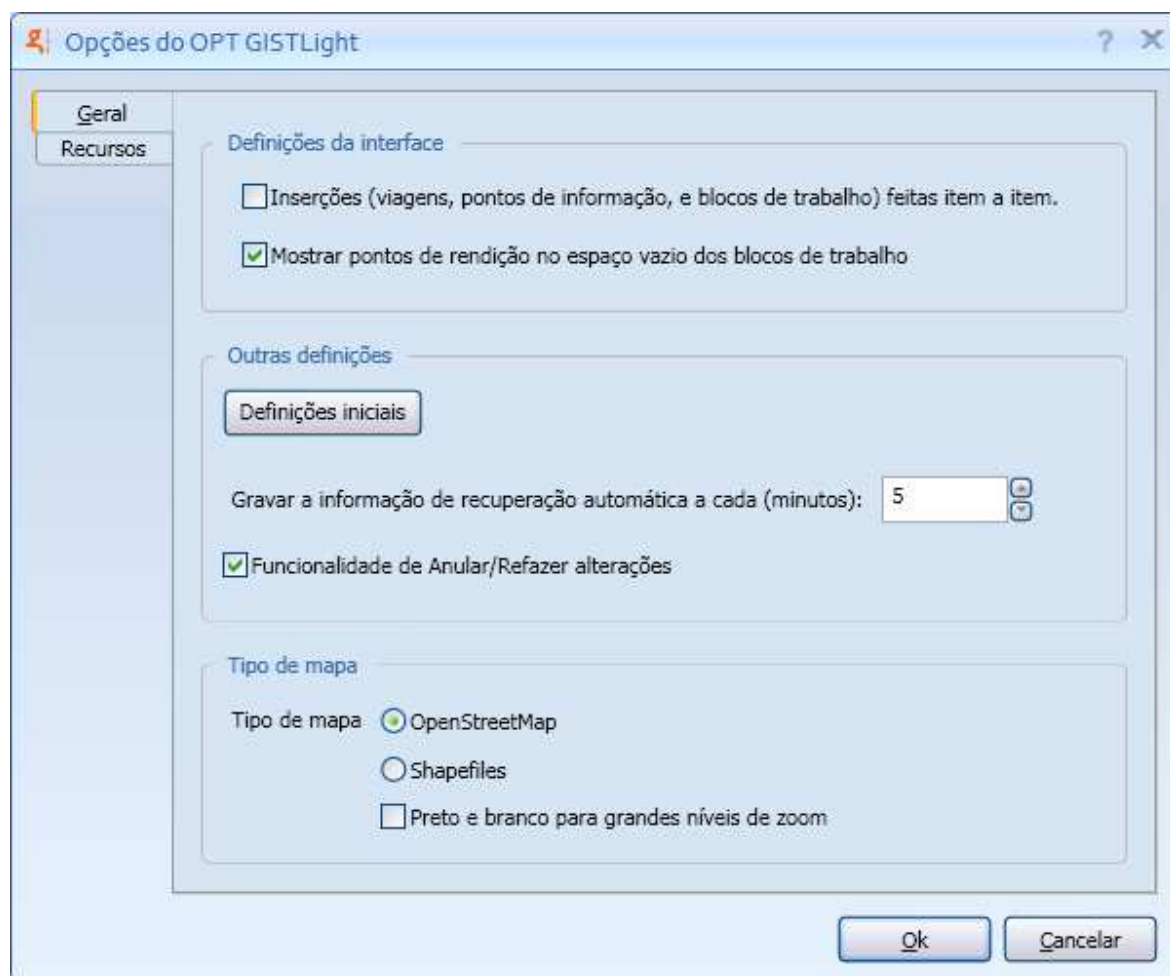 Opções do OPT GISTLight
?
Geral
Recursos
Definições da interface
Inserções (viagens, pontos de informação, e blocos de trabalho) feitas item a item.
Mostrar pontos de rendição no espaço vazio dos blocos de trabalho
Outras definições
Definições iniciais
Gravar a informação de recuperação automática a cada (minutos): 5
Funcionalidade de Anular/Refazer alterações
Tipo de mapa
Tipo de mapa OpenStreetMap
Shapefiles
Preto e branco para grandes níveis de zoom
Ok Cancelar